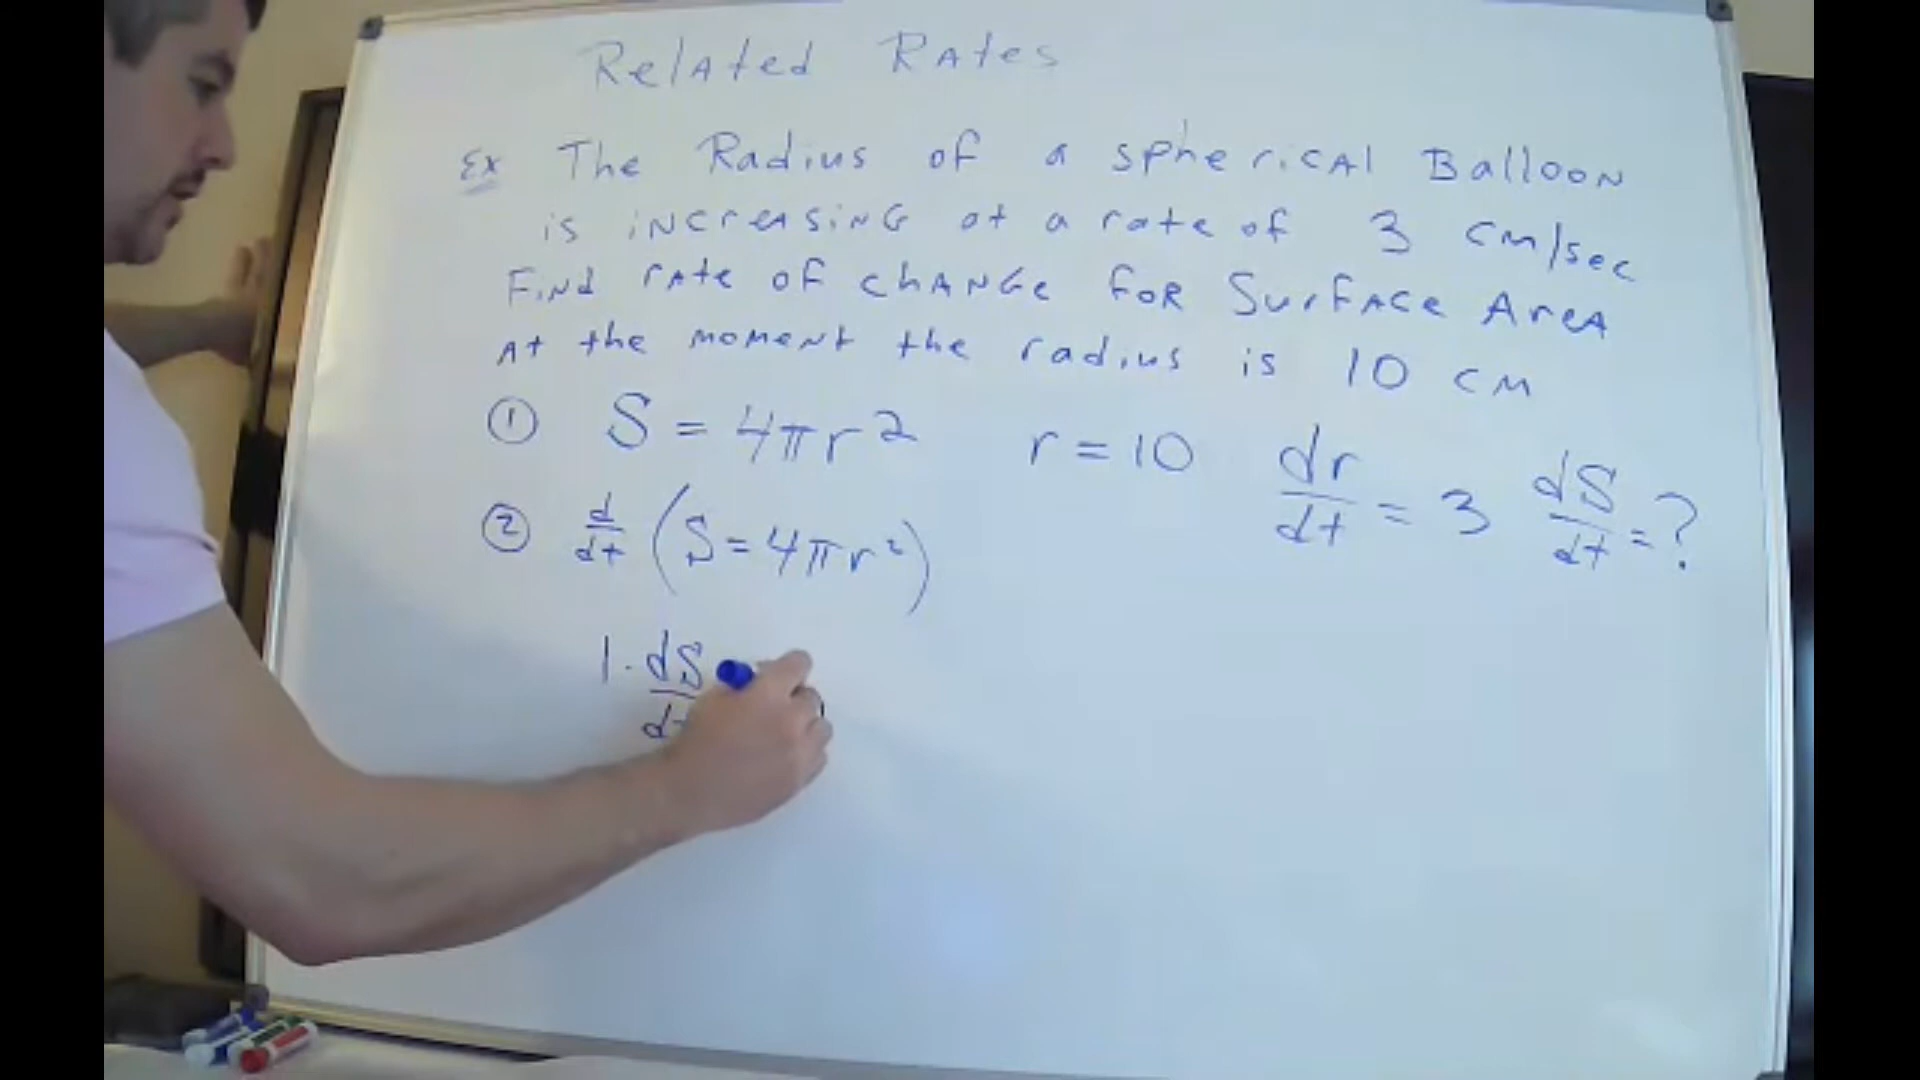 Related Rates
Ex The Radius of a spherical Balloon
is increasing at a rate of 3 cm/sec
Find rate of change for Surface Area
At the moment the radius is 10 cm
① S = 4πr² r = 10 dr/dt = 3 dS/dt = ?
② d/dt (S = 4πr²)
1 · dS